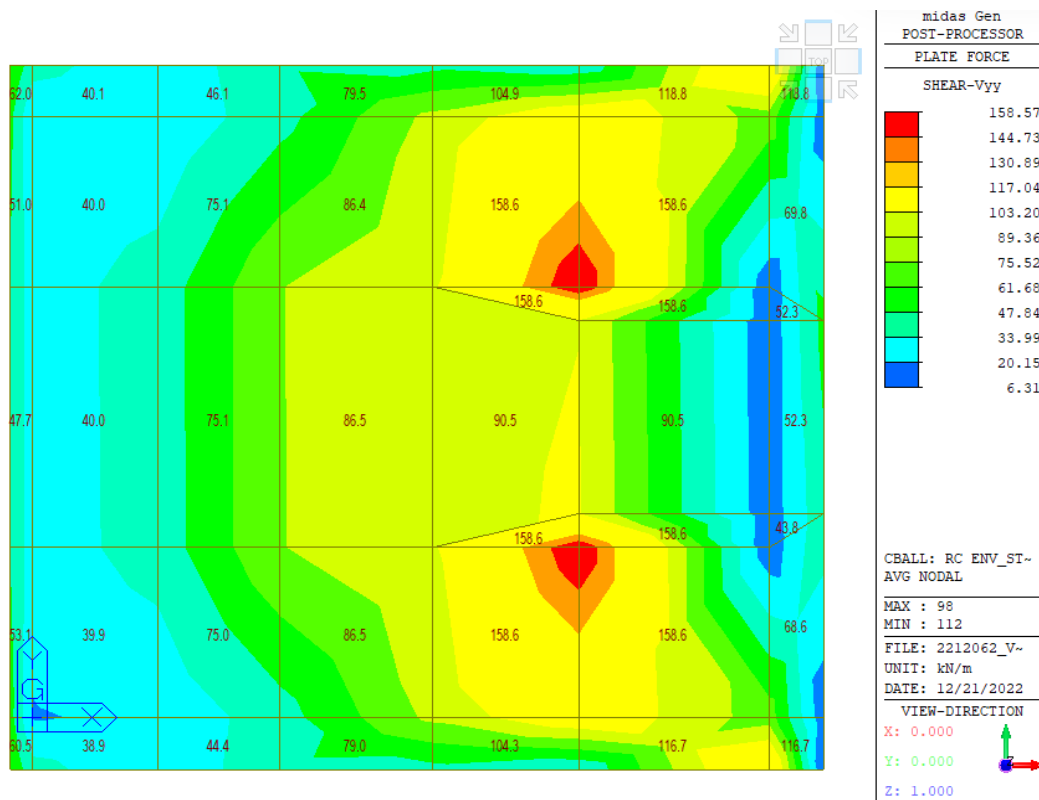 TOP
62.0 40.1 46.1 79.5 104.9 118.8 118.8
51.0 40.0 75.1 86.4 158.6 158.6 69.8
158.6 158.6 52.3
47.7 40.0 75.1 86.5 90.5 90.5 52.3
158.6 158.6 43.8
53.1 39.9 75.0 86.5 158.6 158.6 68.6
60.5 38.9 44.4 79.0 104.3 116.7 116.7
Y
G
X
midas Gen
POST-PROCESSOR
PLATE FORCE
SHEAR-Vyy
158.57
144.73
130.89
117.04
103.20
89.36
75.52
61.68
47.84
33.99
20.15
6.31
CBALL: RC ENV_ST~
AVG NODAL
MAX : 98
MIN : 112
FILE: 2212062_V~
UNIT: kN/m
DATE: 12/21/2022
VIEW-DIRECTION
X: 0.000
Y: 0.000
Z: 1.000